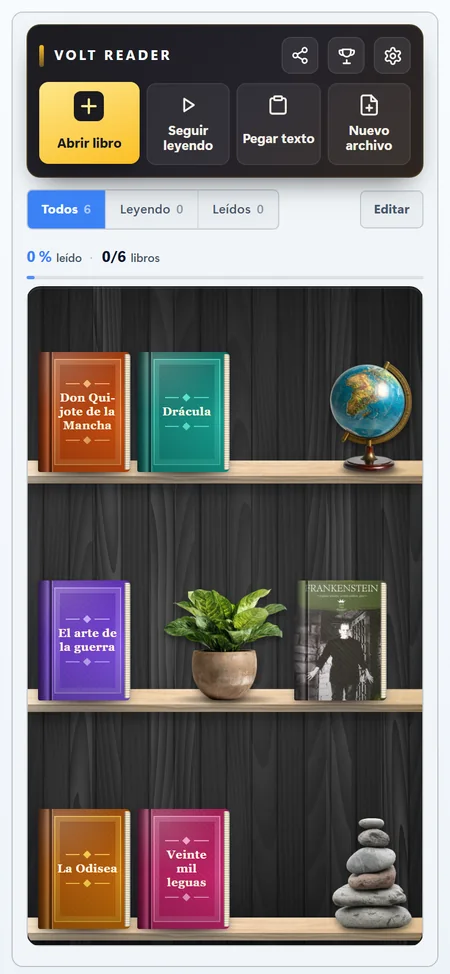 VOLT READER
Abrir libro
Seguir
leyendo
Pegar texto
Nuevo
archivo
Todos 6
Leyendo 0
Leídos 0
Editar
0 % leído · 0/6 libros
Don Qui-
jote de la
Mancha
Drácula
El arte de
la guerra
FRANKENSTEIN
La Odisea
Veinte
mil
leguas